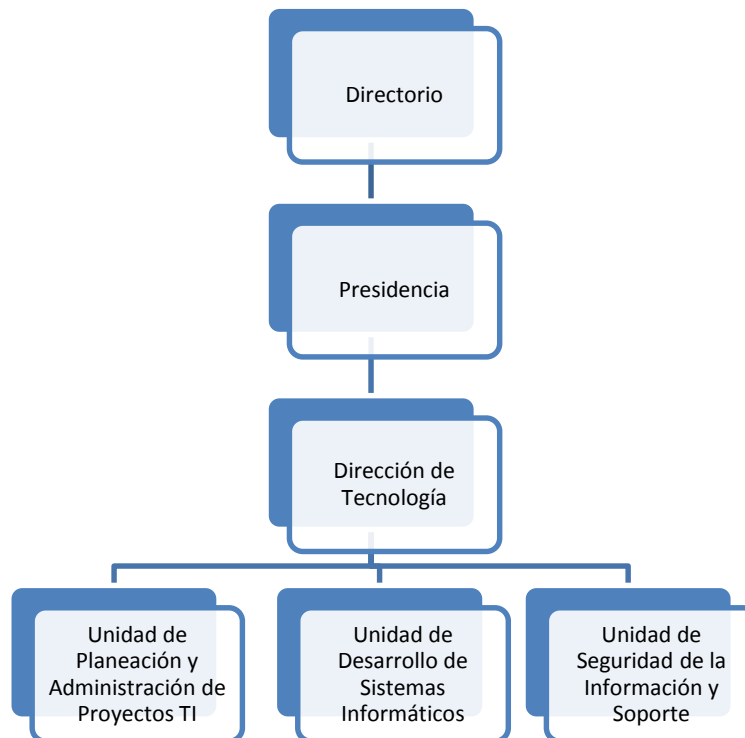 Directorio
Presidencia
Dirección de
Tecnología
Unidad de
Planeación y
Administración de
Proyectos TI
Unidad de
Desarrollo de
Sistemas
Informáticos
Unidad de
Seguridad de la
Información y
Soporte